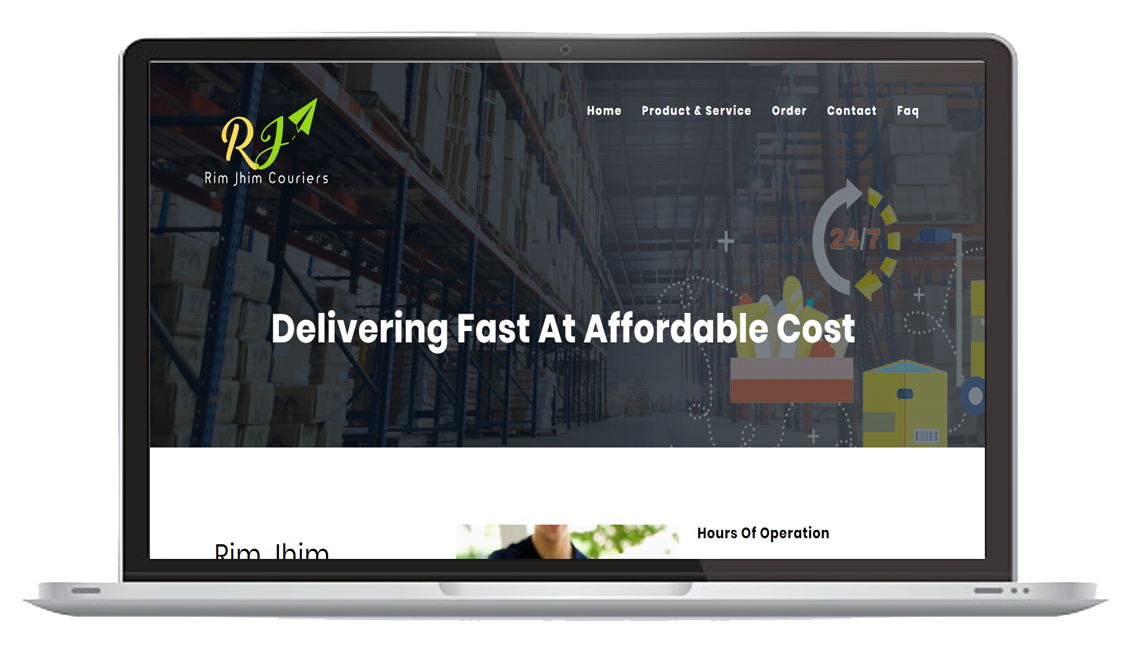 RJ
Rim Jhim Couriers
Home Product & Service Order Contact Faq
24/7
Delivering Fast At Affordable Cost
Rim Jhim
Hours Of Operation